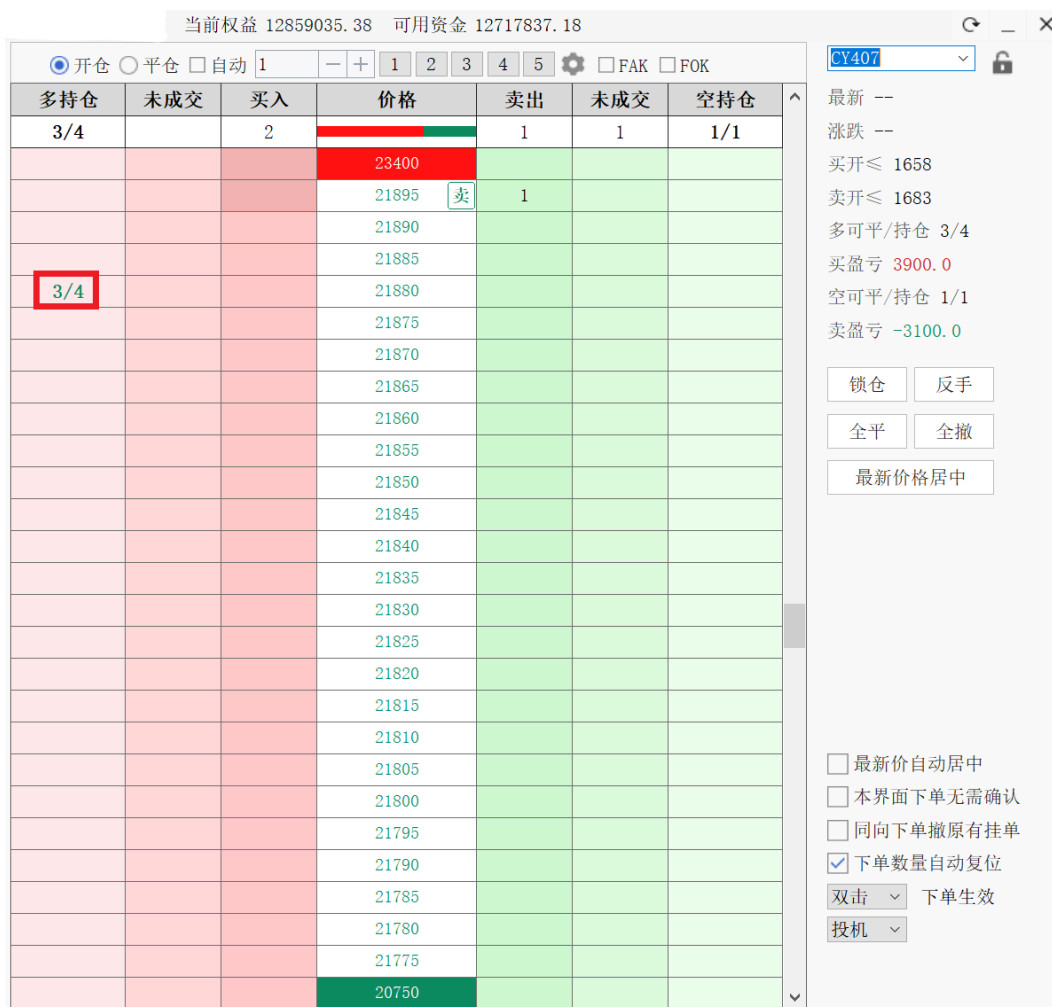 当前权益 12859035.38 可用资金 12717837.18
开仓 平仓 自动 1 1 2 3 4 5 FAK FOK
多持仓 未成交 买入 价格 卖出 未成交 空持仓
3/4 2 1 1 1/1
23400
21895 卖 1
21890
21885
3/4 21880
21875
21870
21865
21860
21855
21850
21845
21840
21835
21830
21825
21820
21815
21810
21805
21800
21795
21790
21785
21780
21775
20750
CY407
最新 --
涨跌 --
买开≤ 1658
卖开≤ 1683
多可平/持仓 3/4
买盈亏 3900.0
空可平/持仓 1/1
卖盈亏 -3100.0
锁仓 反手
全平 全撤
最新价格居中
最新价自动居中
本界面下单无需确认
同向下单撤原有挂单
下单数量自动复位
双击 下单生效
投机